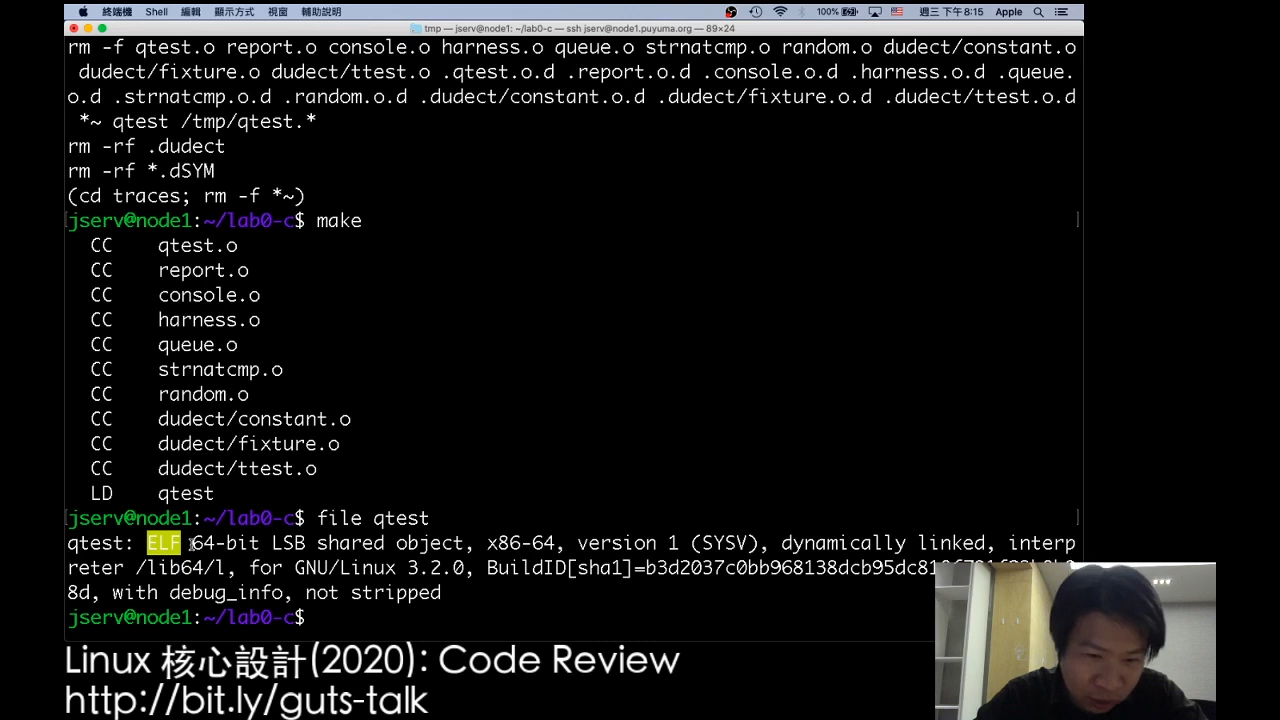 終端機 Shell 編輯 顯示方式 視窗 輔助說明 100% 週三 下午8:15 Apple
tmp — jserv@node1: ~/lab0-c — ssh jserv@node1.puyuma.org — 89×24
rm -f qtest.o report.o console.o harness.o queue.o strnatcmp.o random.o dudect/constant.o
dudect/fixture.o dudect/ttest.o .qtest.o.d .report.o.d .console.o.d .harness.o.d .queue.
o.d .strnatcmp.o.d .random.o.d .dudect/constant.o.d .dudect/fixture.o.d .dudect/ttest.o.d
*~ qtest /tmp/qtest.*
rm -rf .dudect
rm -rf *.dSYM
(cd traces; rm -f *~)
jserv@node1:~/lab0-c$ make
CC qtest.o
CC report.o
CC console.o
CC harness.o
CC queue.o
CC strnatcmp.o
CC random.o
CC dudect/constant.o
CC dudect/fixture.o
CC dudect/ttest.o
LD qtest
jserv@node1:~/lab0-c$ file qtest
qtest: ELF 64-bit LSB shared object, x86-64, version 1 (SYSV), dynamically linked, interp
reter /lib64/l, for GNU/Linux 3.2.0,
8d, with debug_info, not stripped
jserv@node1:~/lab0-c$
Linux 核心設計(2020): Code Review
http://bit.ly/guts-talk